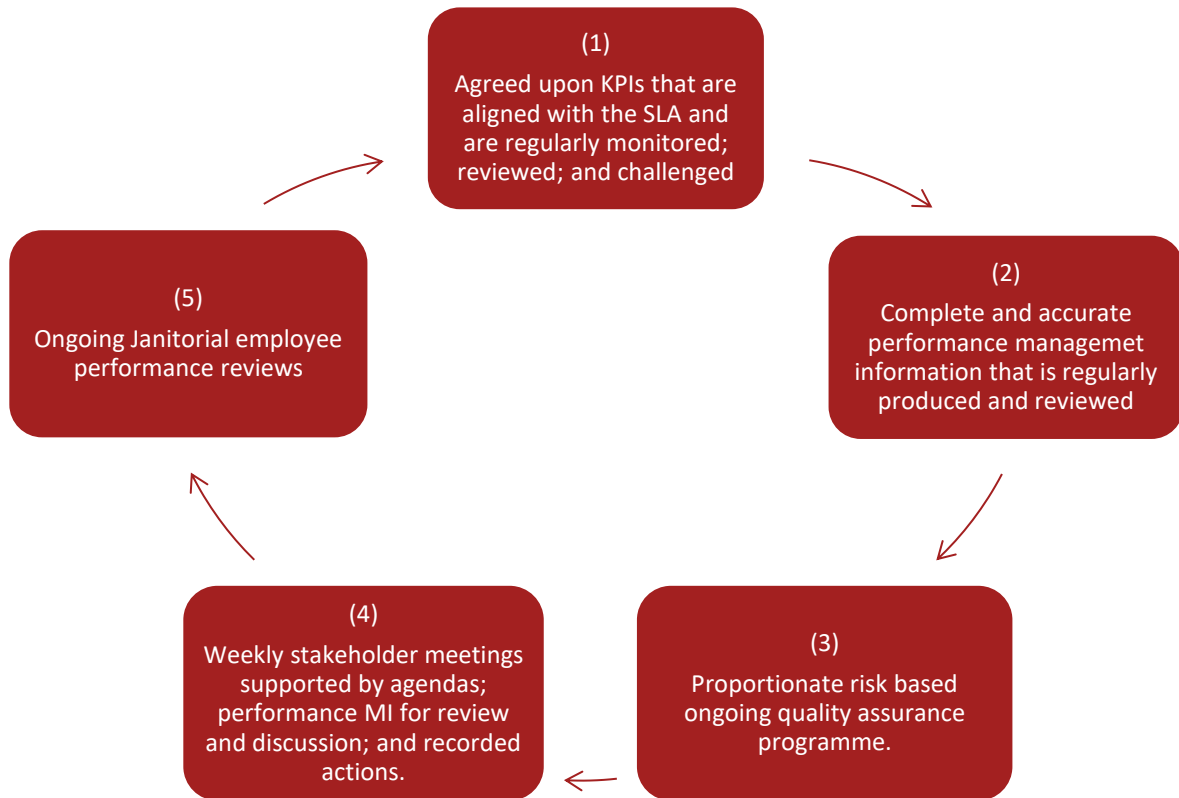 (1)
Agreed upon KPIs that are
aligned with the SLA and
are regularly monitored;
reviewed; and challenged
(2)
Complete and accurate
performance managemet
information that is regularly
produced and reviewed
(3)
Proportionate risk based
ongoing quality assurance
programme.
(4)
Weekly stakeholder meetings
supported by agendas;
performance MI for review
and discussion; and recorded
actions.
(5)
Ongoing Janitorial employee
performance reviews